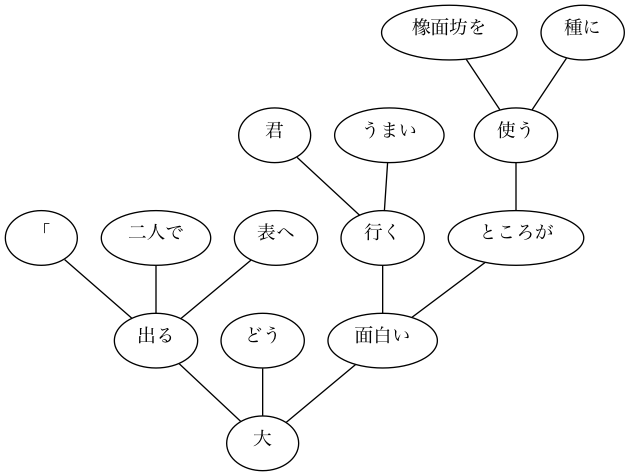 橡面坊を 種に
君 うまい 使う
「 二人で 表へ 行く ところが
出る どう 面白い
大